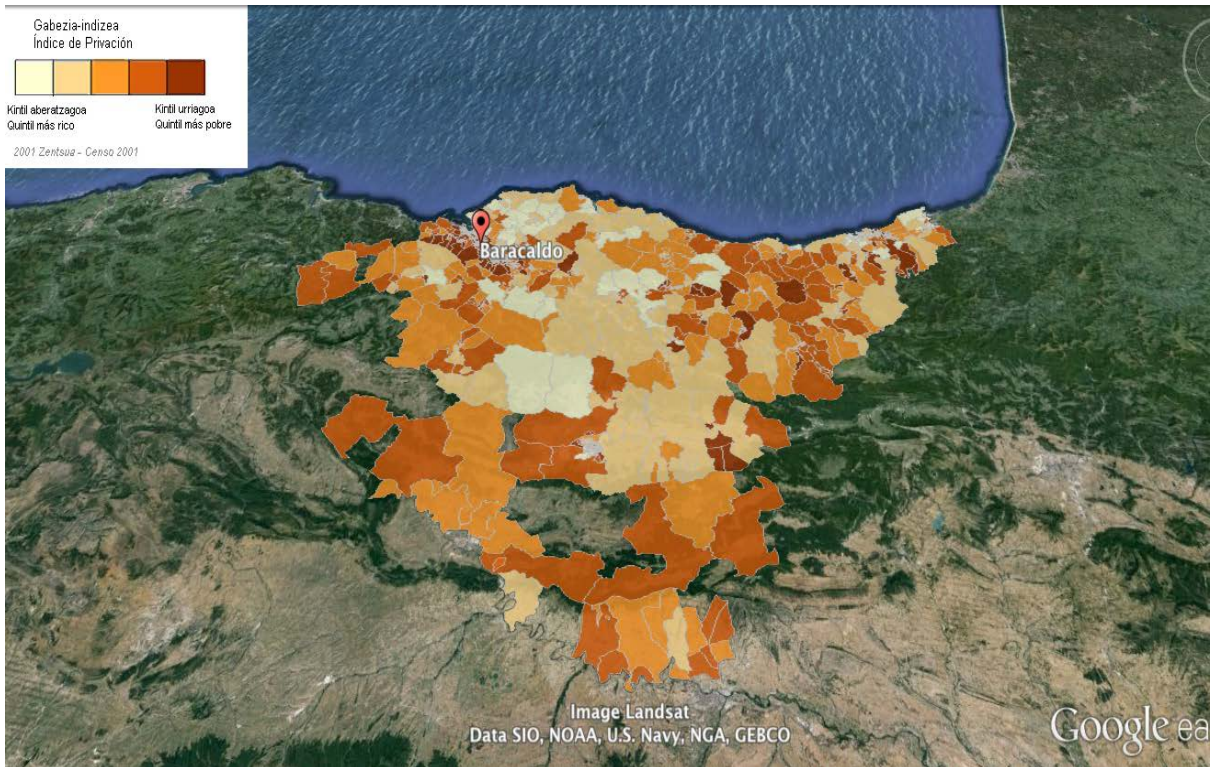 Gabezia-indizea
Índice de Privación
Kintil aberatzagoa
Quintil más rico
Kintil urriagoa
Quintil más pobre
2001 Zentsua - Censo 2001
Baracaldo
Image Landsat
Data SIO, NOAA, U.S. Navy, NGA, GEBCO
Google ea